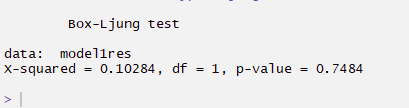 Box-Ljung test
data:  model1res
X-squared = 0.10284, df = 1, p-value = 0.7484
>